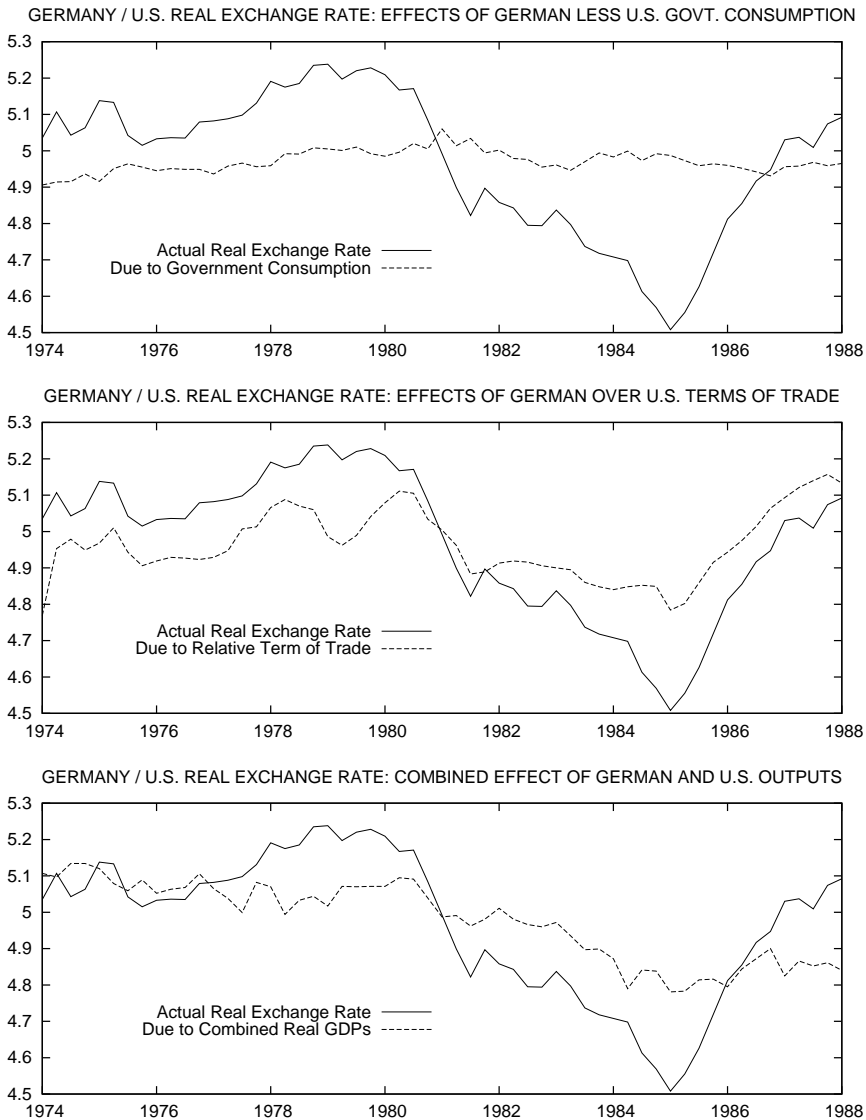 GERMANY / U.S. REAL EXCHANGE RATE: EFFECTS OF GERMAN LESS U.S. GOVT. CONSUMPTION
5.3
5.2
5.1
5
4.9
4.8
4.7
4.6
4.5
Actual Real Exchange Rate
Due to Government Consumption
1974 1976 1978 1980 1982 1984 1986 1988
GERMANY / U.S. REAL EXCHANGE RATE: EFFECTS OF GERMAN OVER U.S. TERMS OF TRADE
5.3
5.2
5.1
5
4.9
4.8
4.7
4.6
4.5
Actual Real Exchange Rate
Due to Relative Term of Trade
1974 1976 1978 1980 1982 1984 1986 1988
GERMANY / U.S. REAL EXCHANGE RATE: COMBINED EFFECT OF GERMAN AND U.S. OUTPUTS
5.3
5.2
5.1
5
4.9
4.8
4.7
4.6
4.5
Actual Real Exchange Rate
Due to Combined Real GDPs
1974 1976 1978 1980 1982 1984 1986 1988